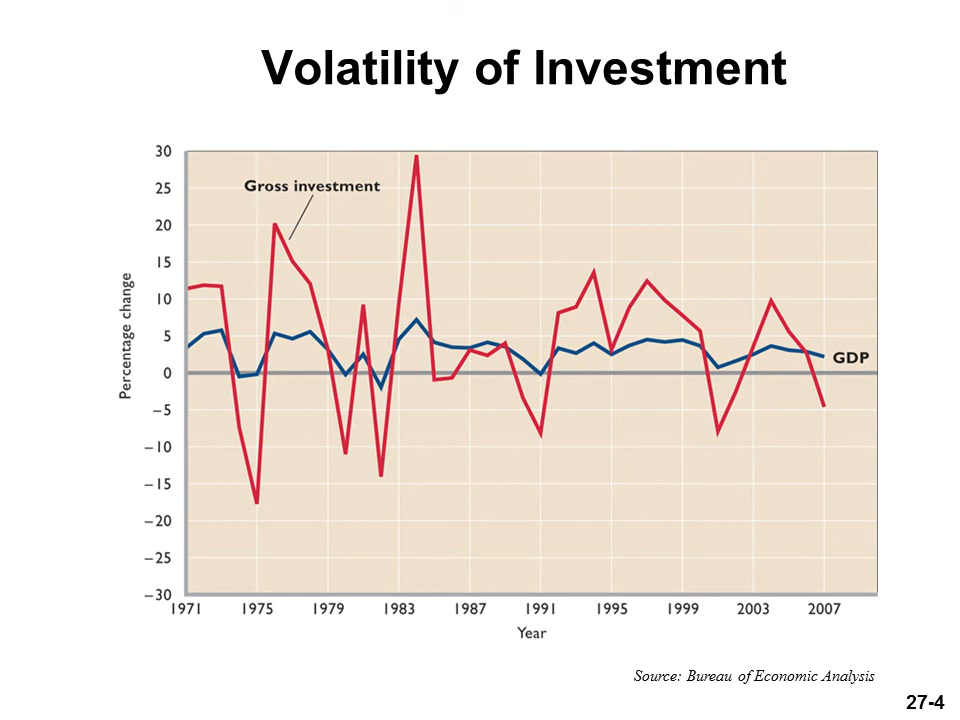 Volatility of Investment
Percentage change
30
25
20
15
10
5
0
–5
–10
–15
–20
–25
–30
Gross investment
GDP
1971 1975 1979 1983 1987 1991 1995 1999 2003 2007
Year
Source: Bureau of Economic Analysis
27-4